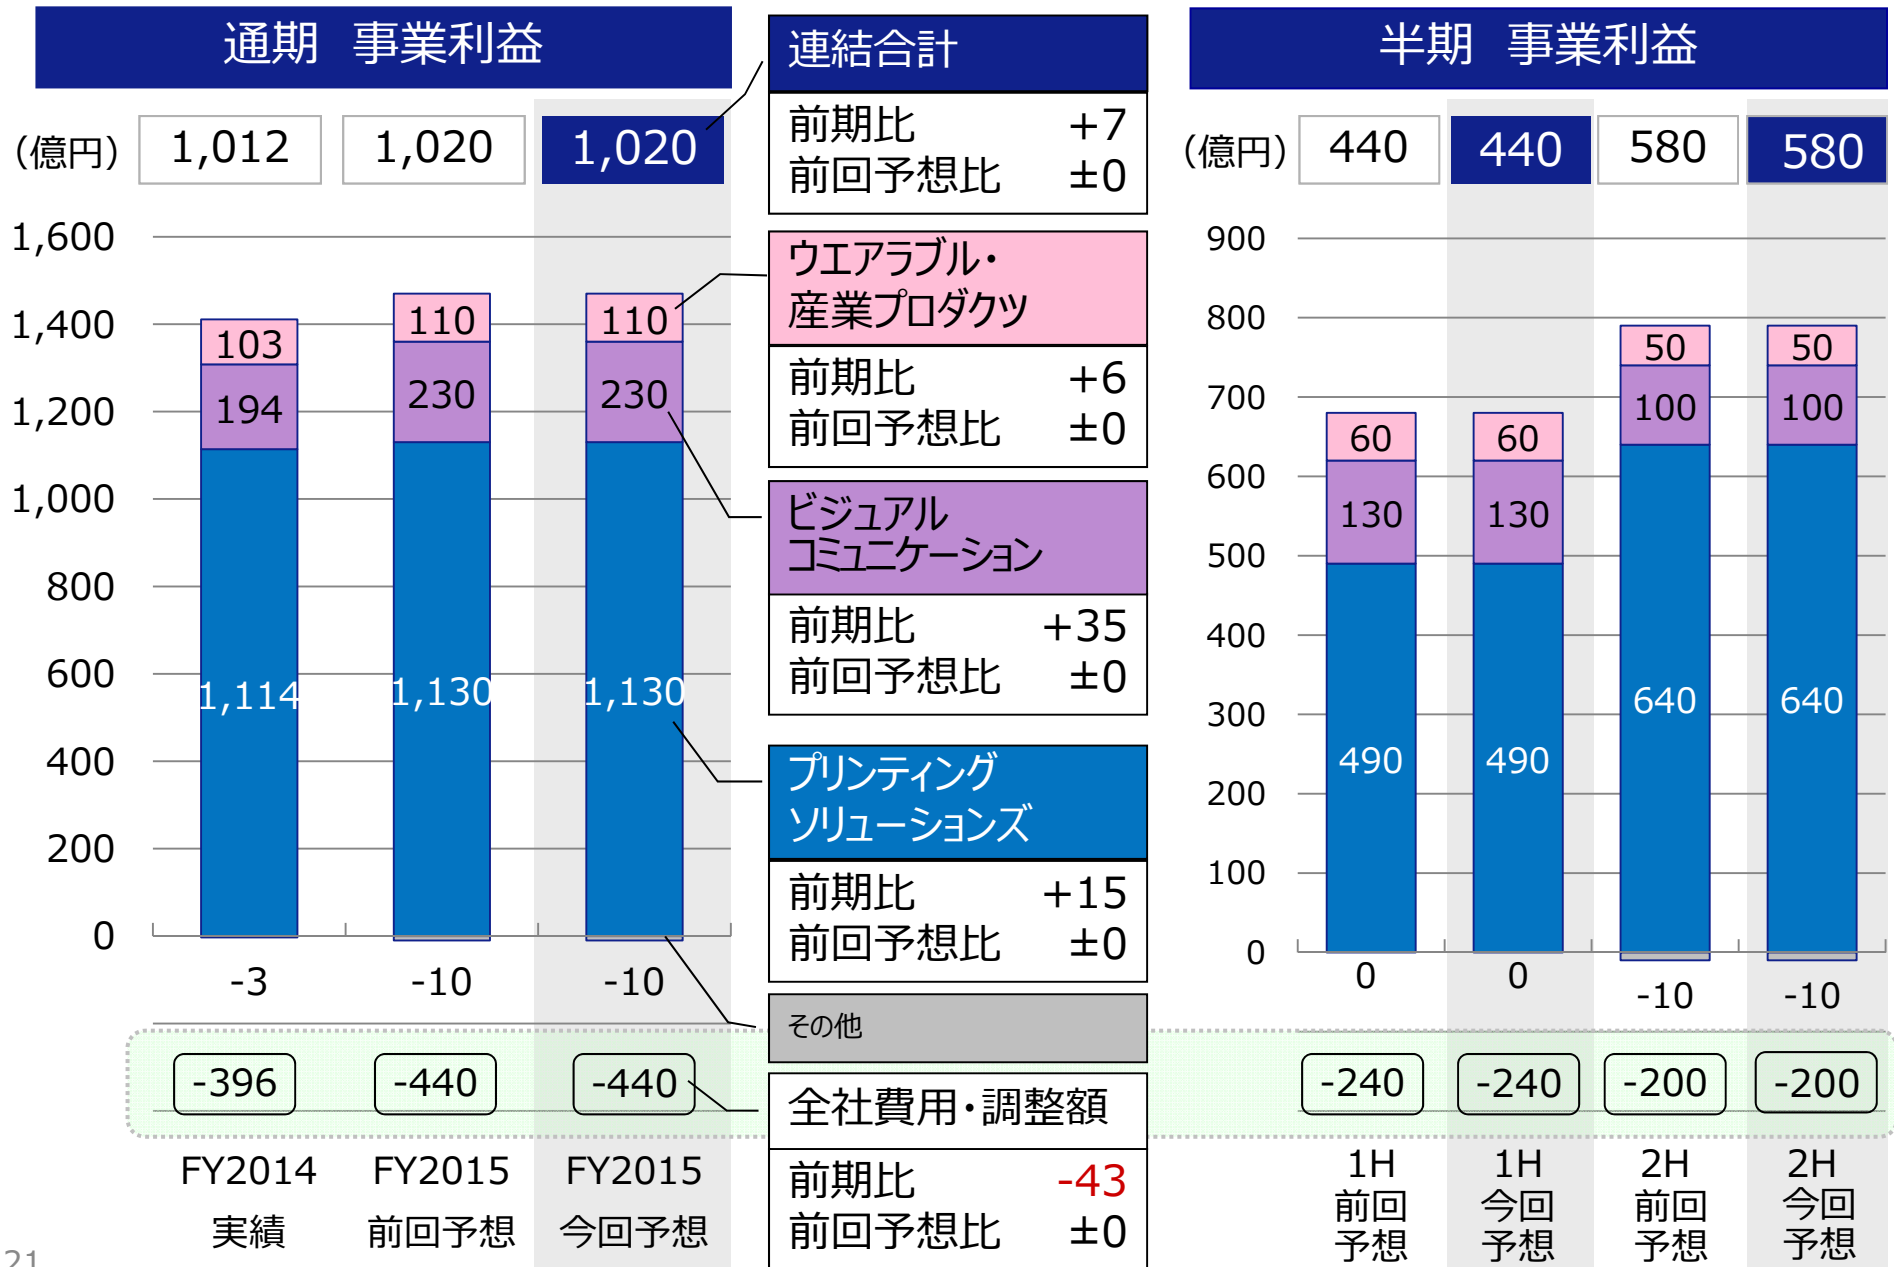 通期 事業利益
(億円)
1,012
1,020
1,020
1,600
1,400
1,200
1,000
800
600
400
200
0
103
194
1,114
-3
-396
110
230
1,130
-10
-440
110
230
1,130
-10
-440
FY2014
実績
FY2015
前回予想
FY2015
今回予想
連結合計
前期比 +7
前回予想比 ±0
ウエアラブル・
産業プロダクツ
前期比 +6
前回予想比 ±0
ビジュアル
コミュニケーション
前期比 +35
前回予想比 ±0
プリンティング
ソリューションズ
前期比 +15
前回予想比 ±0
その他
全社費用・調整額
前期比 -43
前回予想比 ±0
半期 事業利益
(億円)
440
440
580
580
900
800
700
600
500
400
300
200
100
0
60
130
490
0
-240
60
130
490
0
-240
50
100
640
-10
-200
50
100
640
-10
-200
1H
前回
予想
1H
今回
予想
2H
前回
予想
2H
今回
予想
21